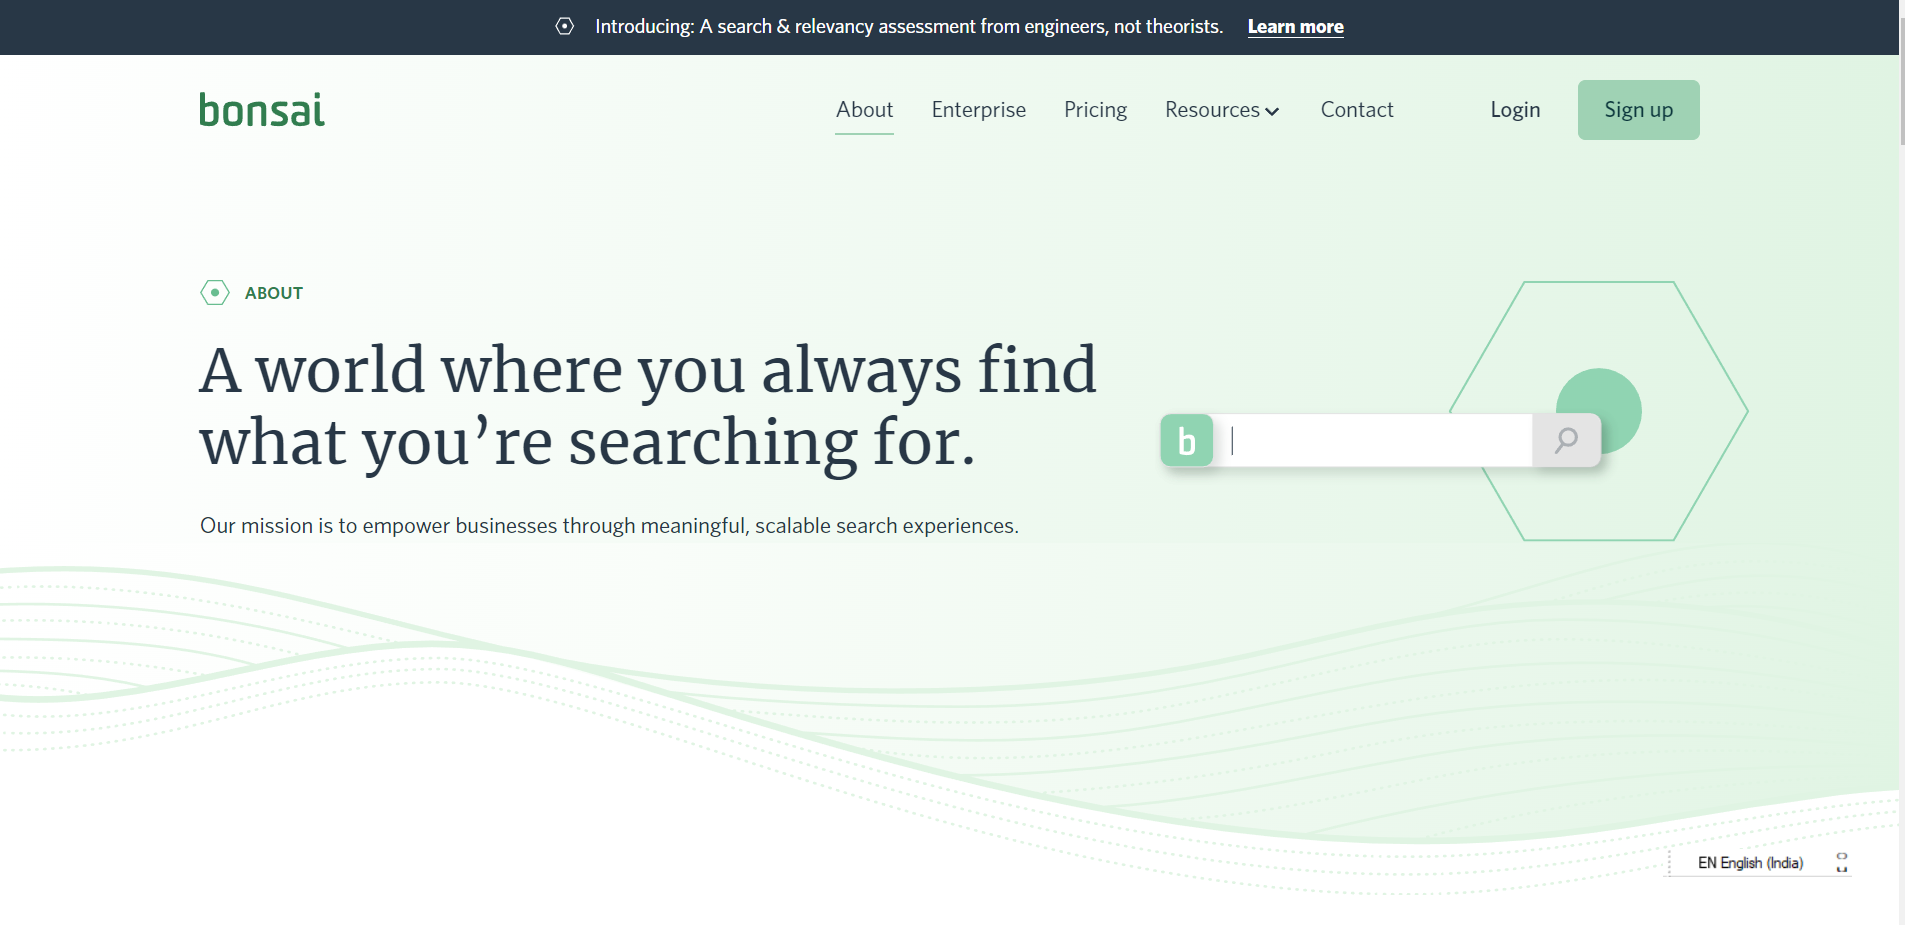 Introducing: A search & relevancy assessment from engineers, not theorists. Learn more
bonsai
About Enterprise Pricing Resources Contact Login Sign up
ABOUT
A world where you always find
what you’re searching for.
b
Our mission is to empower businesses through meaningful, scalable search experiences.
EN English (India)